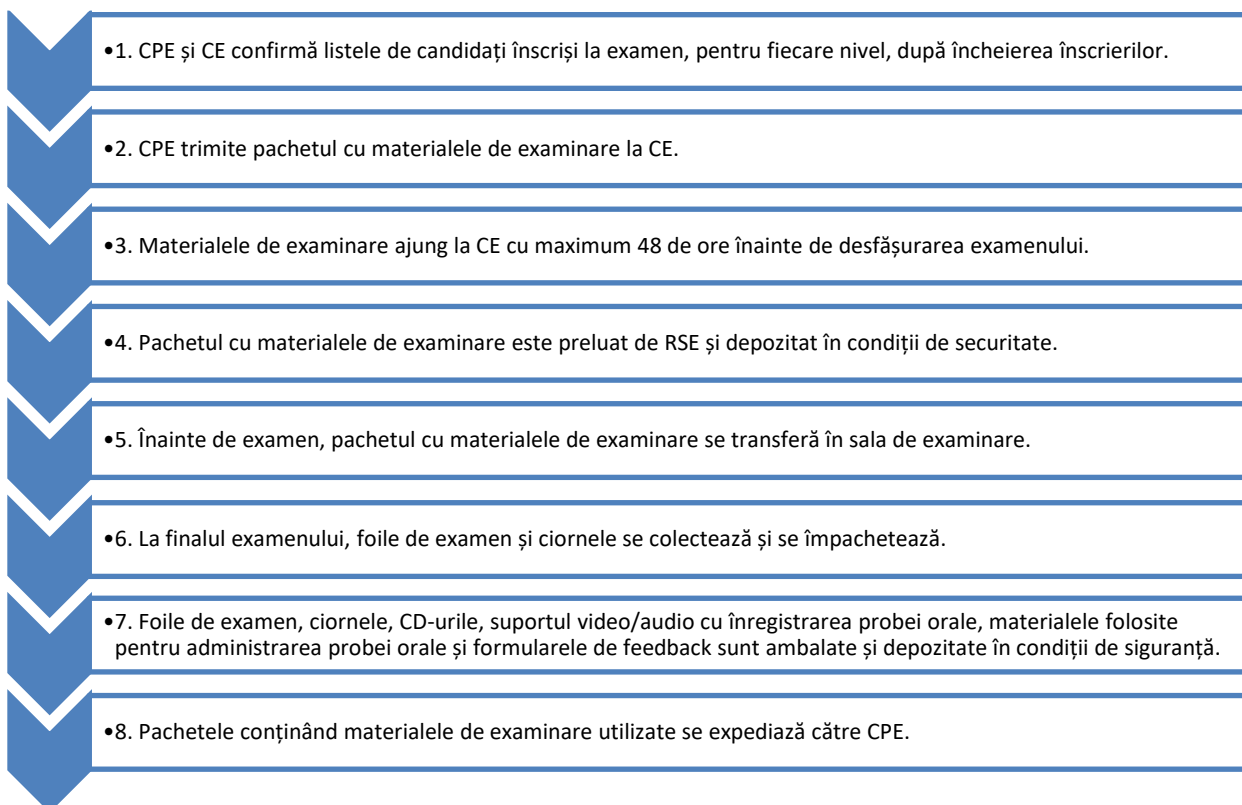 •1. CPE și CE confirmă listele de candidați înscriși la examen, pentru fiecare nivel, după încheierea înscrierilor.
•2. CPE trimite pachetul cu materialele de examinare la CE.
•3. Materialele de examinare ajung la CE cu maximum 48 de ore înainte de desfășurarea examenului.
•4. Pachetul cu materialele de examinare este preluat de RSE și depozitat în condiții de securitate.
•5. Înainte de examen, pachetul cu materialele de examinare se transferă în sala de examinare.
•6. La finalul examenului, foile de examen și ciornele se colectează și se împachetează.
•7. Foile de examen, ciornele, CD-urile, suportul video/audio cu înregistrarea probei orale, materialele folosite
pentru administrarea probei orale și formularele de feedback sunt ambalate și depozitate în condiții de siguranță.
•8. Pachetele conținând materialele de examinare utilizate se expediază către CPE.